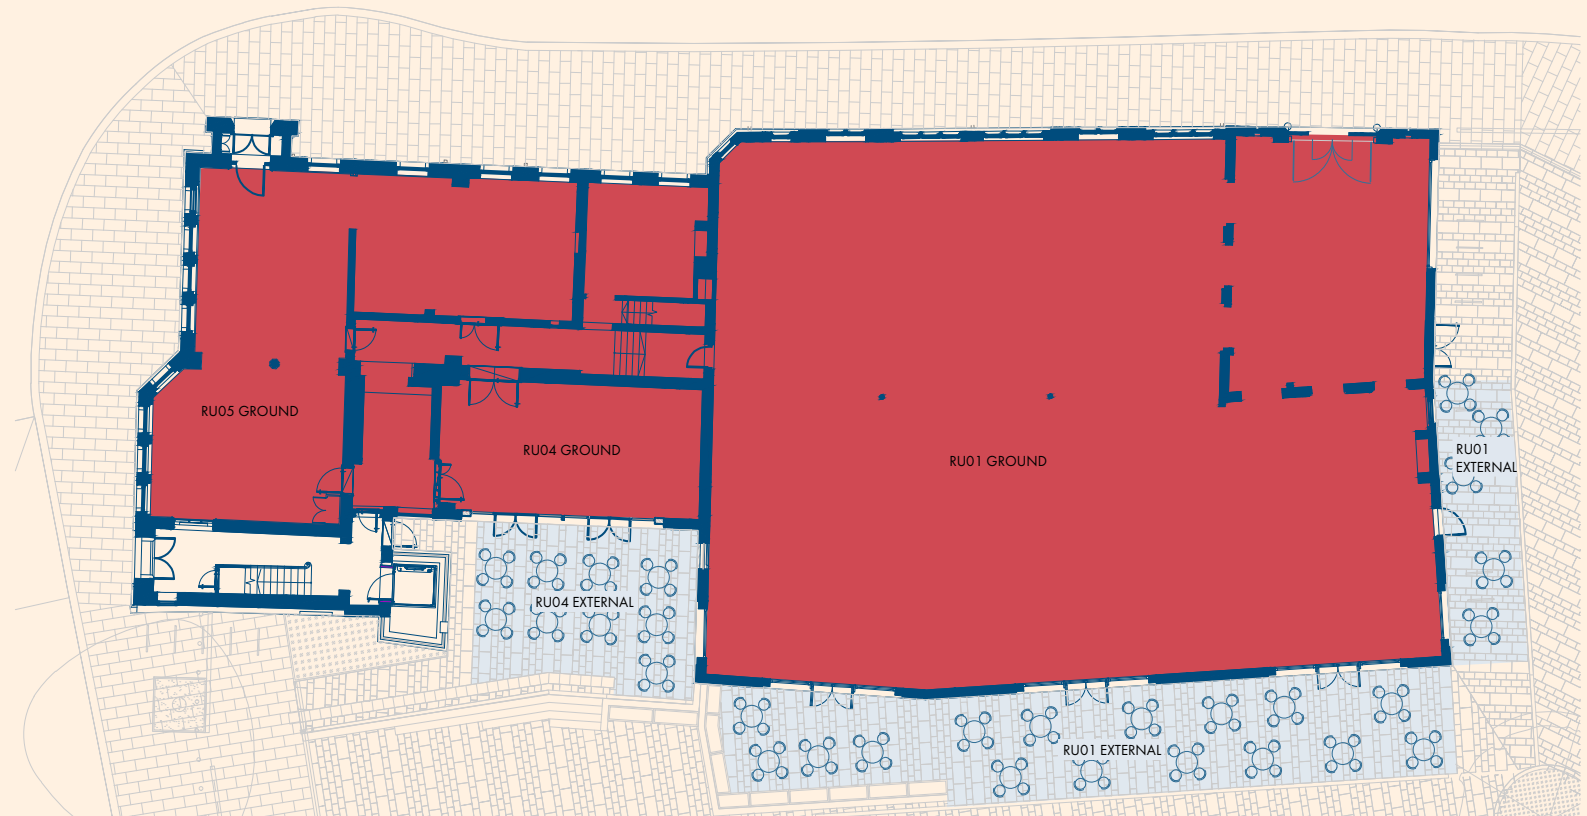 RU05 GROUND
RU04 GROUND
RU01 GROUND
RU01
EXTERNAL
RU04 EXTERNAL
RU01 EXTERNAL